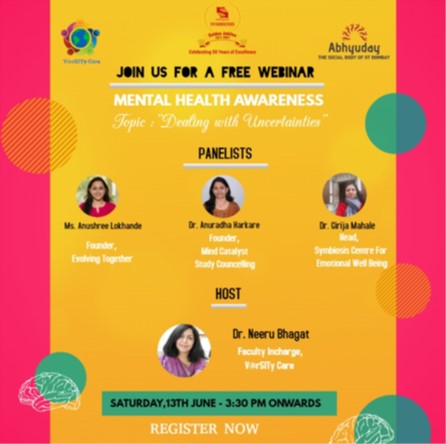 V@rSITy Care
Celebrating 50 Years of Excellence
Abhyuday
THE SOCIAL BODY OF IIT BOMBAY
JOIN US FOR A FREE WEBINAR
MENTAL HEALTH AWARENESS
Topic : "Dealing with Uncertainties"
PANELISTS
Ms. Anushree Lokhande
Founder,
Evolving Together
Dr. Anuradha Harkare
Founder,
Mind Catalyst
Study Councelling
Dr. Girija Mahale
Head,
Symbiosis Centre For
Emotional Well Being
HOST
Dr. Neeru Bhagat
Faculty Incharge,
V@rSITy Care
SATURDAY,13TH JUNE - 3:30 PM ONWARDS
REGISTER NOW